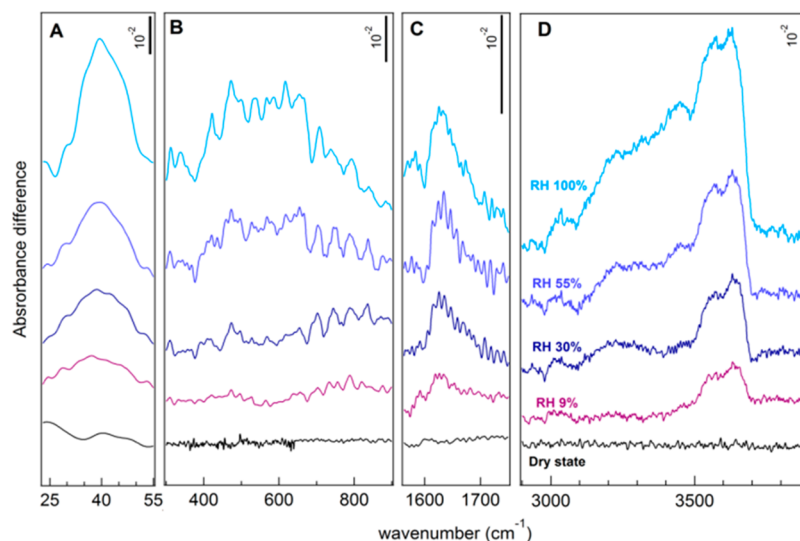 A
10⁻²
B
10⁻²
C
10⁻²
D
10⁻²
Absorbance difference
RH 100%
RH 55%
RH 30%
RH 9%
Dry state
25 40 55 400 600 800 1600 1700 3000 3500
wavenumber (cm⁻¹)